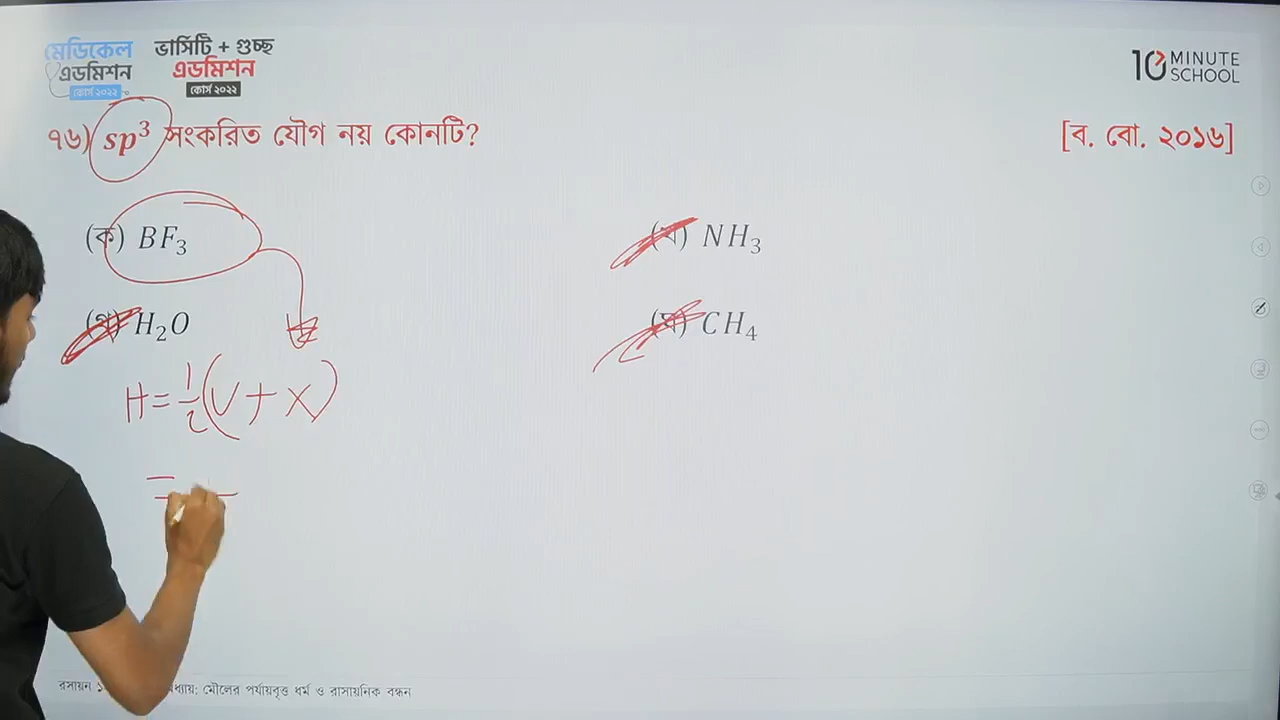 মেডিকেল
এডমিশন
কোর্স ২০২২
ভার্সিটি + গুচ্ছ
এডমিশন
কোর্স ২০২২
10 MINUTE SCHOOL
৭৬) sp³ সংকরিত যৌগ নয় কোনটি?
[ব. বো. ২০১৬]
(ক) BF₃
(খ) NH₃
(গ) H₂O
(ঘ) CH₄
H = 1/2 (V + X)
=
রসায়ন ১ ধ্যায়; মৌলের পর্যায়বৃত্ত ধর্ম ও রাসায়নিক বন্ধন